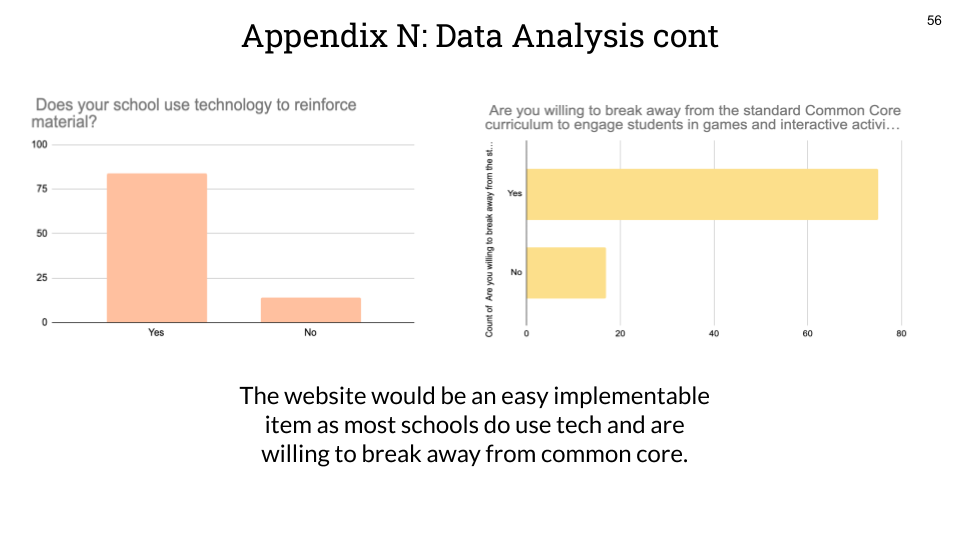 Appendix N: Data Analysis cont
56
Does your school use technology to reinforce
material?
100
75
50
25
0
Yes
No
Are you willing to break away from the standard Common Core
curriculum to engage students in games and interactive activi…
Count of Are you willing to break away from the st…
Yes
No
0
20
40
60
80
The website would be an easy implementable
item as most schools do use tech and are
willing to break away from common core.